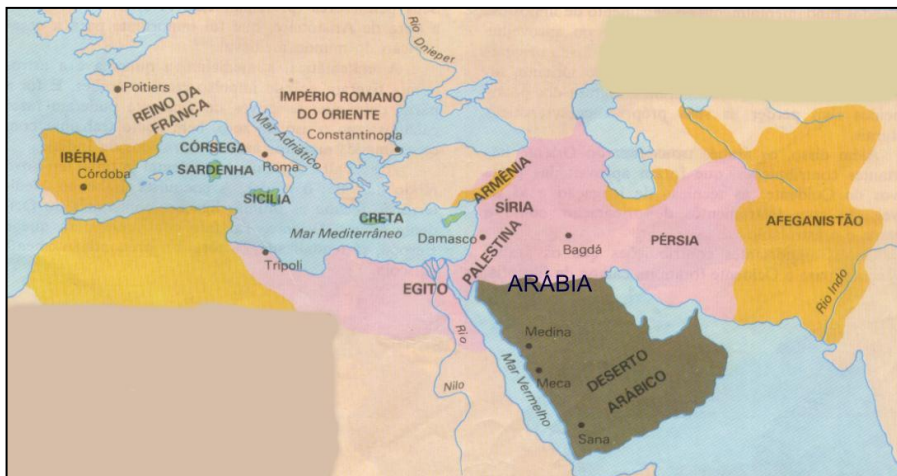 Rio Dnieper
Poitiers
REINO DA
FRANÇA
IMPÉRIO ROMANO
DO ORIENTE
Constantinopla
Mar Adriático
IBÉRIA
Córdoba
CÓRSEGA
SARDENHA
Roma
SICÍLIA
CRETA
Mar Mediterrâneo
ARMÊNIA
SÍRIA
Damasco
PALESTINA
Bagdá
PÉRSIA
AFEGANISTÃO
Trípoli
EGITO
ARÁBIA
Rio Indo
Rio
Nilo
Mar Vermelho
Medina
Meca
DESERTO
ARÁBICO
Sana